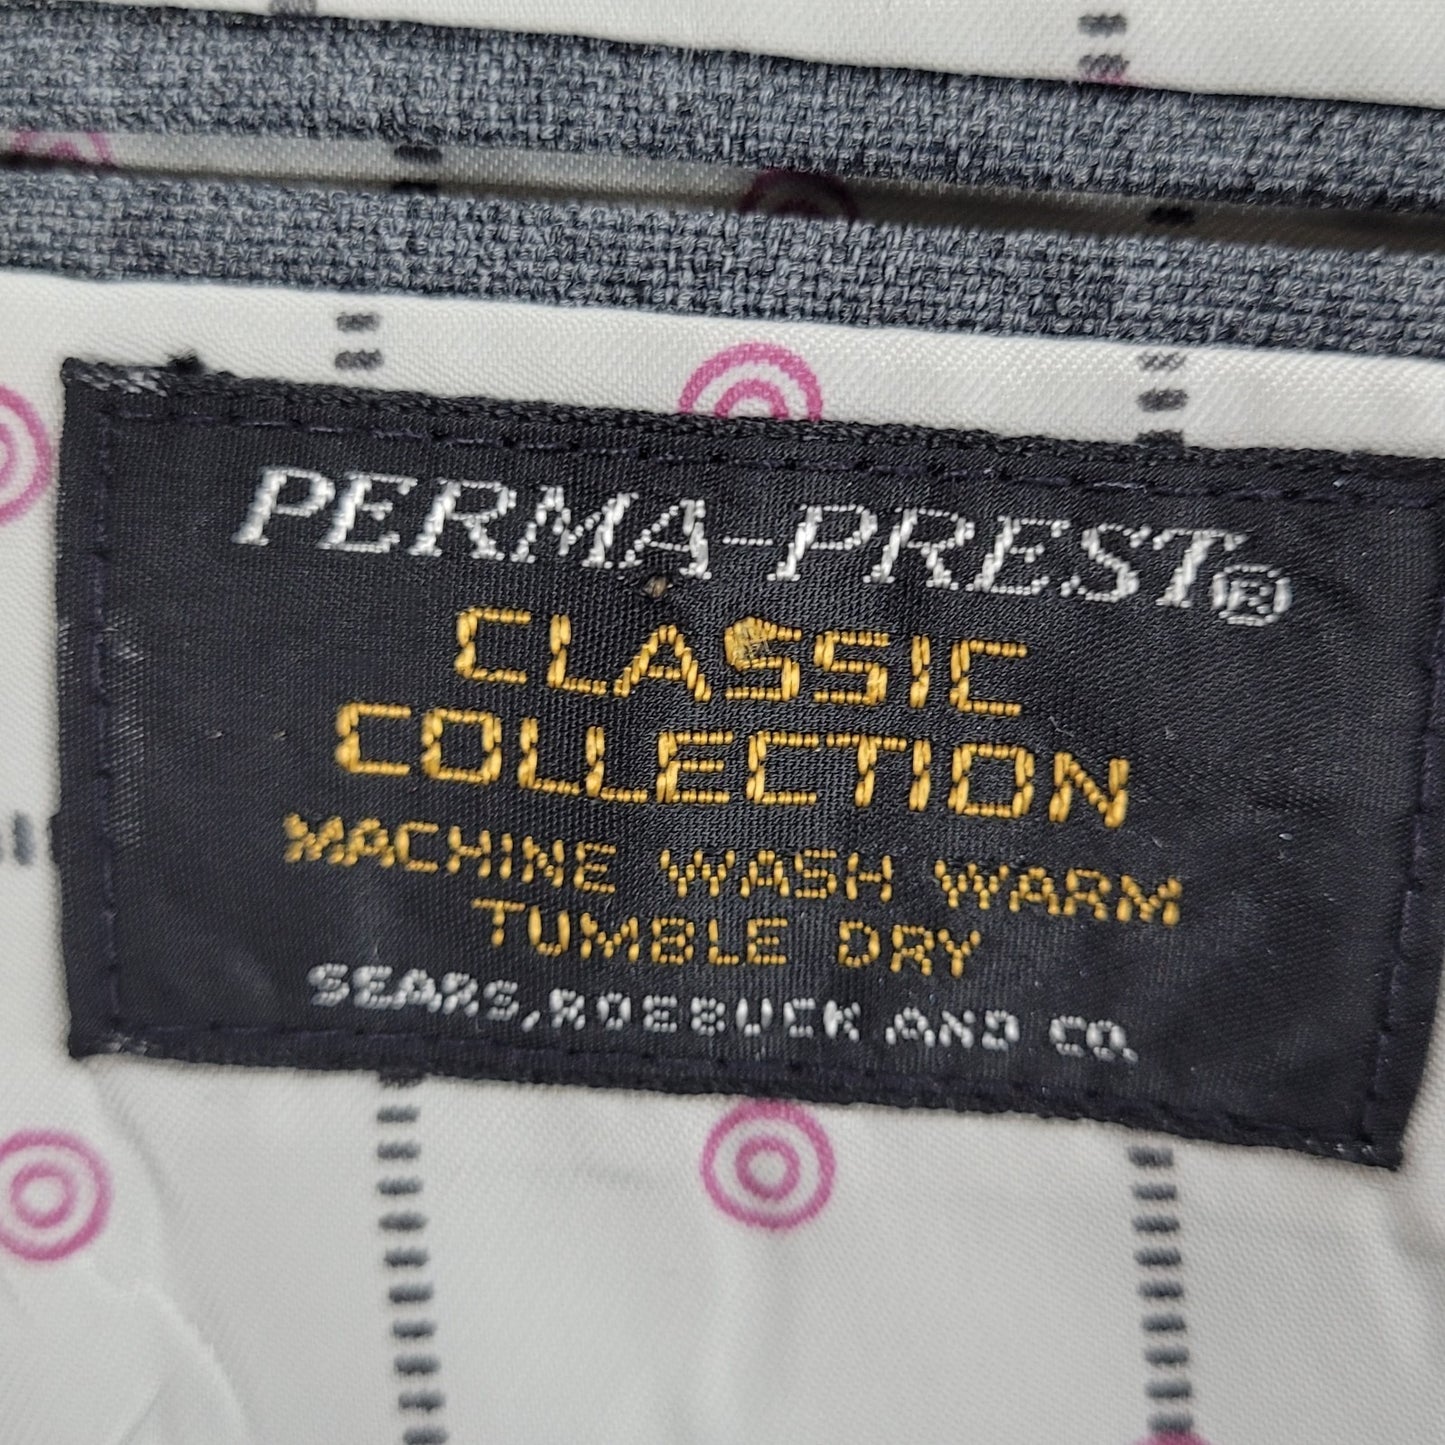 PERMA-PREST®
CLASSIC
COLLECTION
MACHINE WASH WARM
TUMBLE DRY
SEARS, ROEBUCK AND CO.